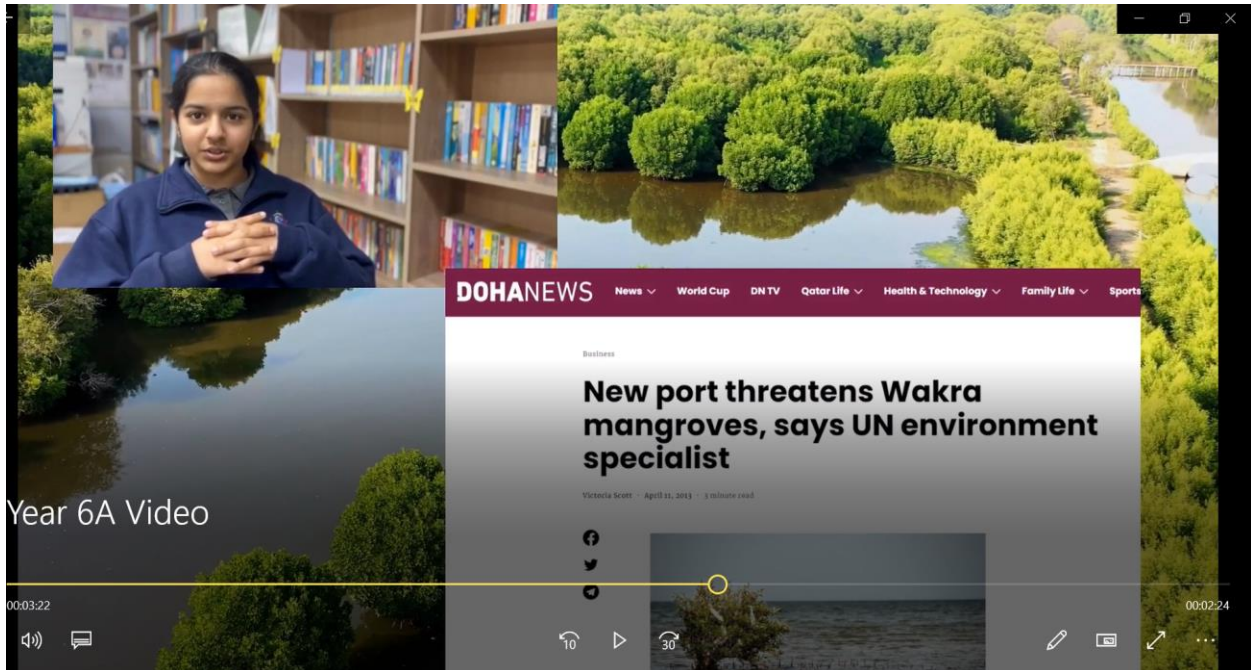 DOHANEWS News World Cup DN TV Qatar Life Health & Technology Family Life Sports
Business
New port threatens Wakra
mangroves, says UN environment
specialist
Victoria Scott - April 11, 2013 - 3 minute read
Year 6A Video
00:03:22
00:02:24
10
30